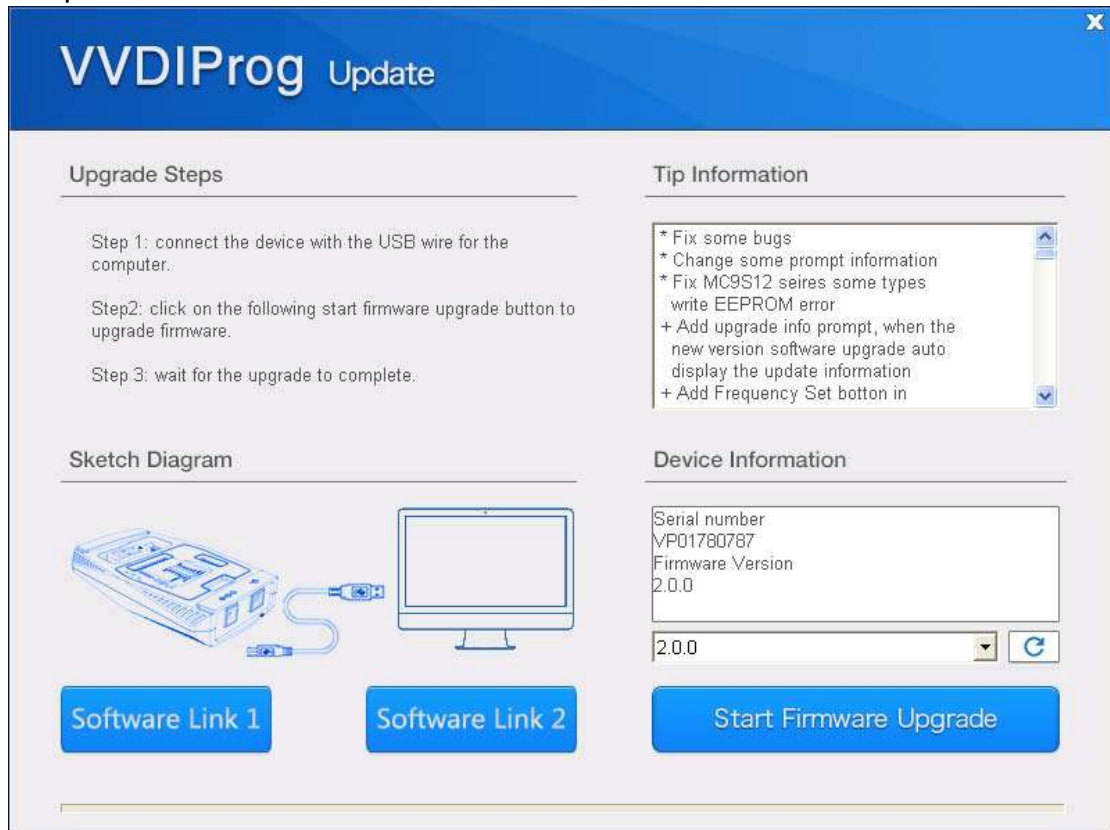 VVDIProg Update
Upgrade Steps
Step 1: connect the device with the USB wire for the
computer.
Step2: click on the following start firmware upgrade button to
upgrade firmware.
Step 3: wait for the upgrade to complete.
Tip Information
* Fix some bugs
* Change some prompt information
* Fix MC9S12 seires some types
write EEPROM error
+ Add upgrade info prompt, when the
new version software upgrade auto
display the update information
+ Add Frequency Set botton in
Sketch Diagram
Software Link 1
Software Link 2
Device Information
Serial number
VP01780787
Firmware Version
2.0.0
2.0.0
Start Firmware Upgrade